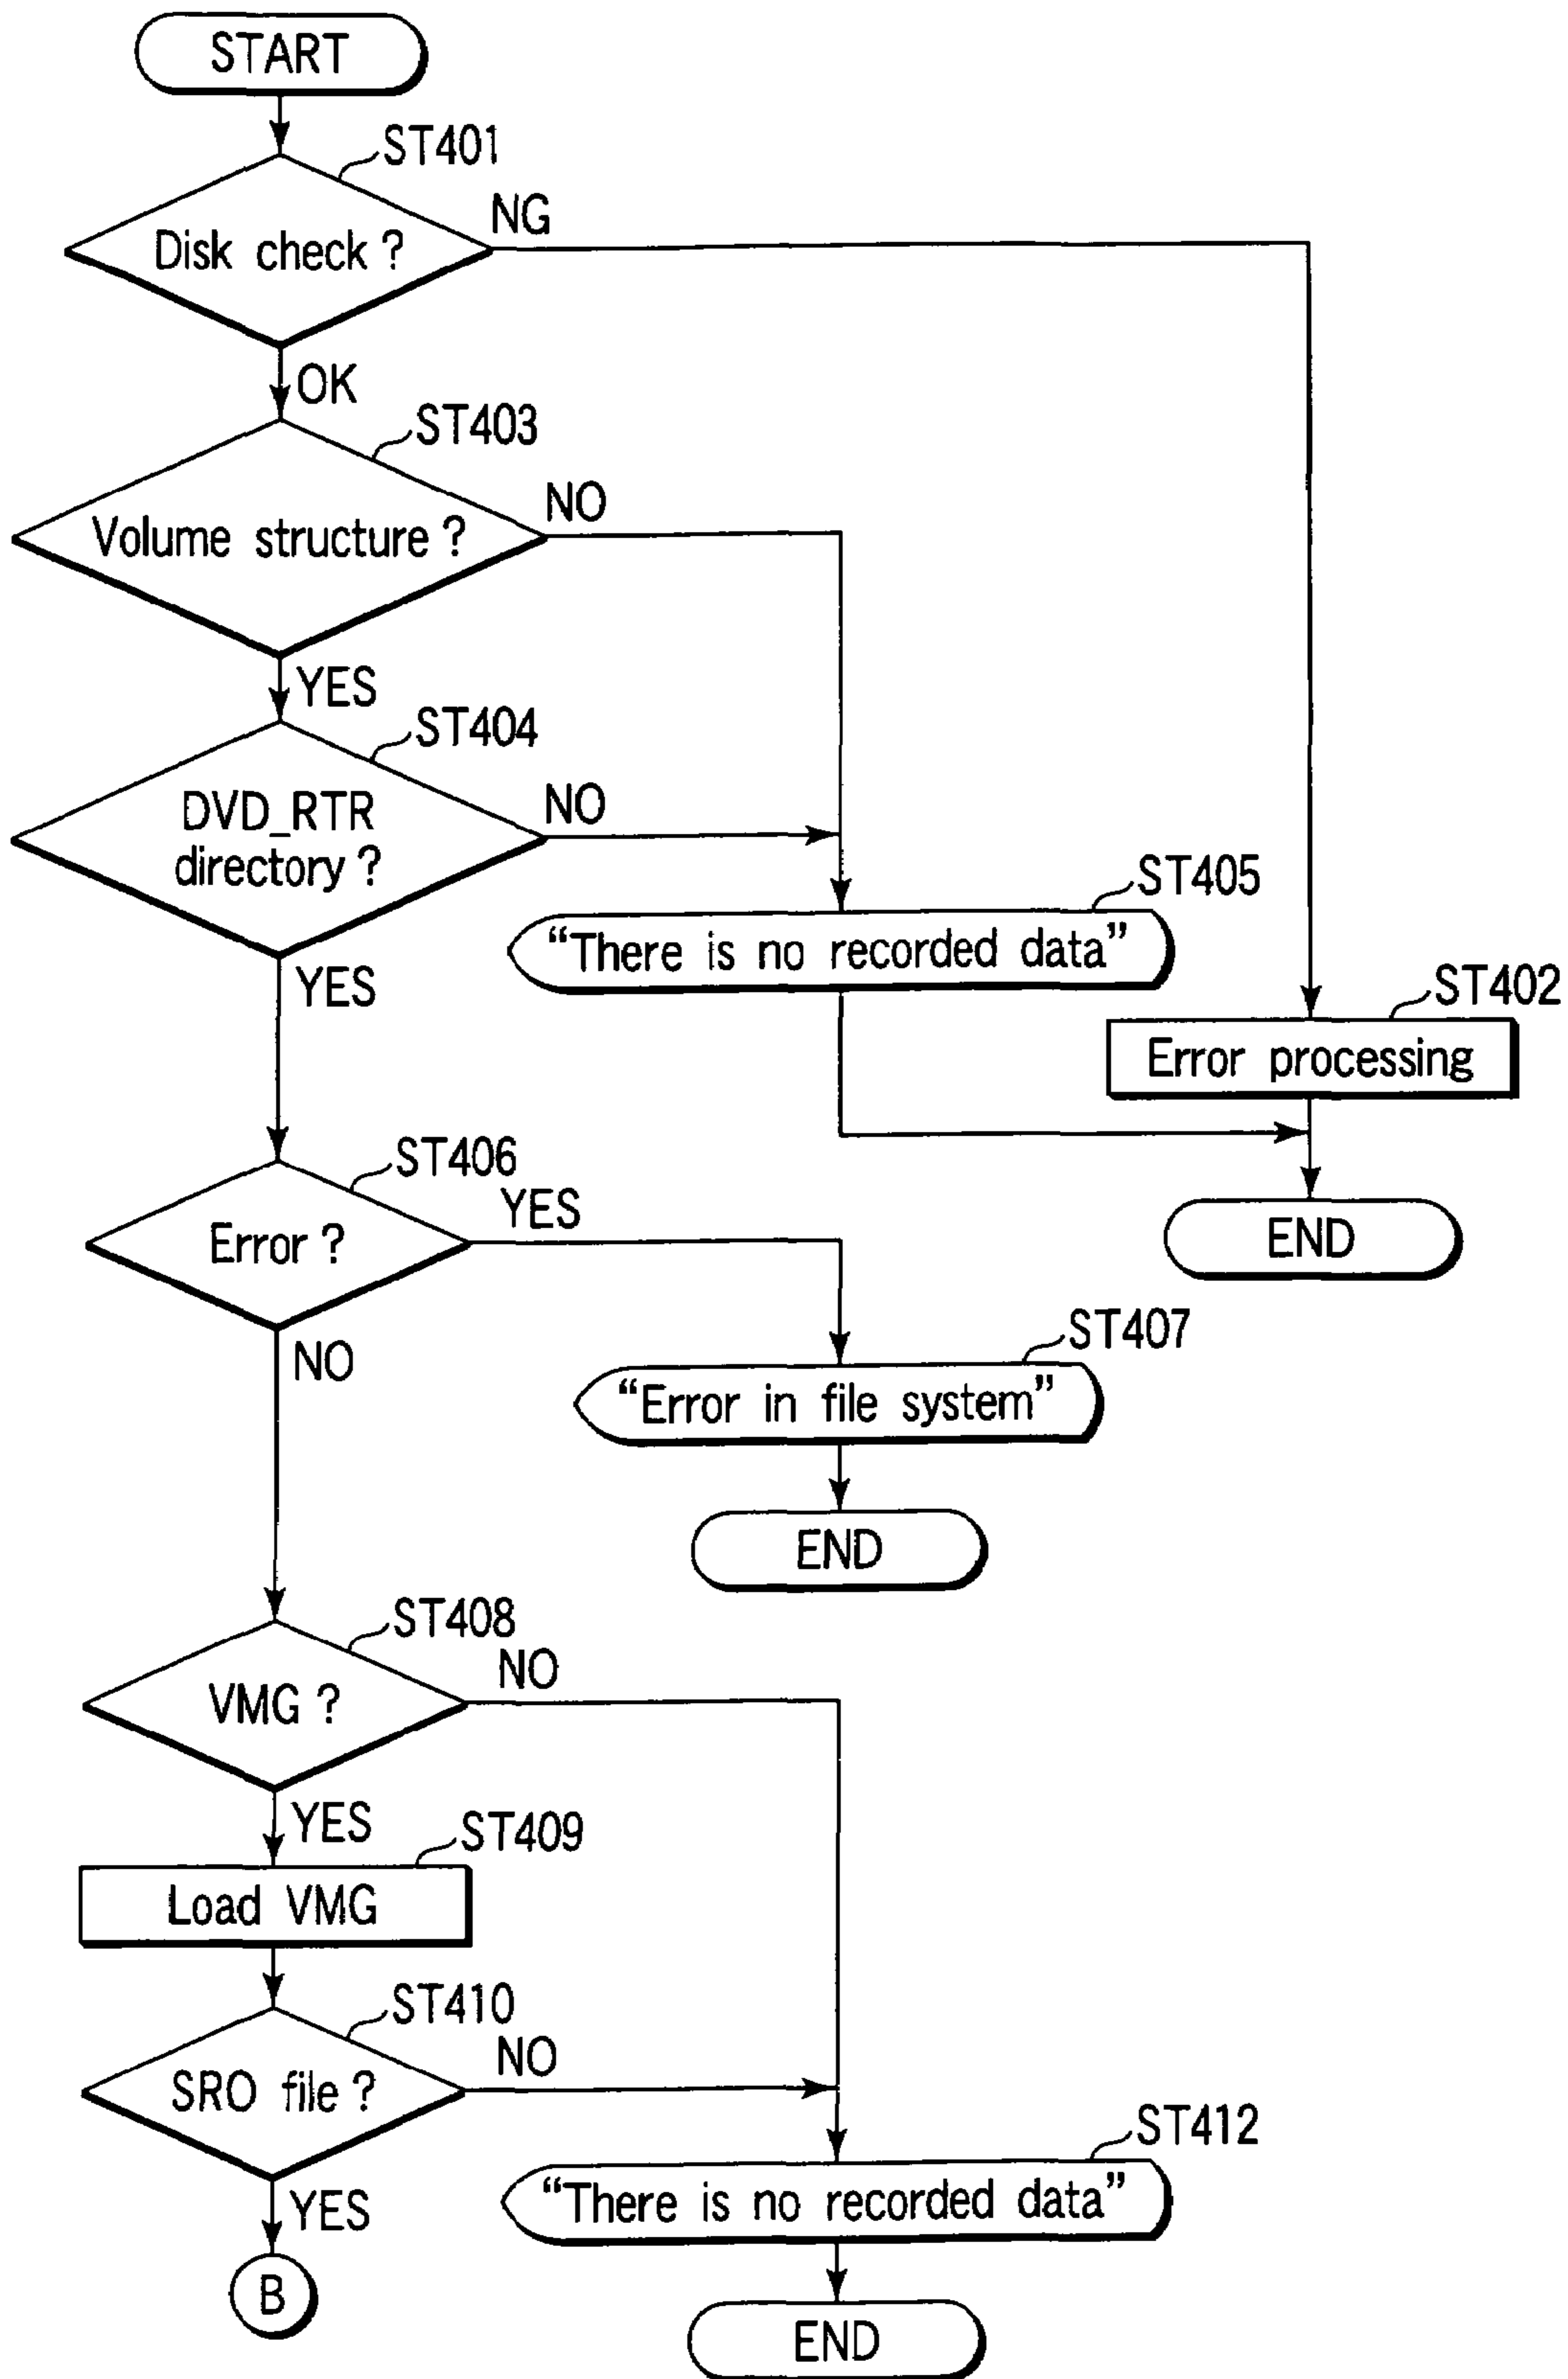 START
ST401
NG
Disk check ?
OK
ST403
NO
Volume structure ?
YES
ST404
NO
DVD_RTR
directory ?
YES
ST405
“There is no recorded data”
ST402
Error processing
END
ST406
YES
Error ?
NO
ST407
“Error in file system”
END
ST408
NO
VMG ?
YES
ST409
Load VMG
ST410
NO
SRO file ?
YES
ST412
“There is no recorded data”
B
END